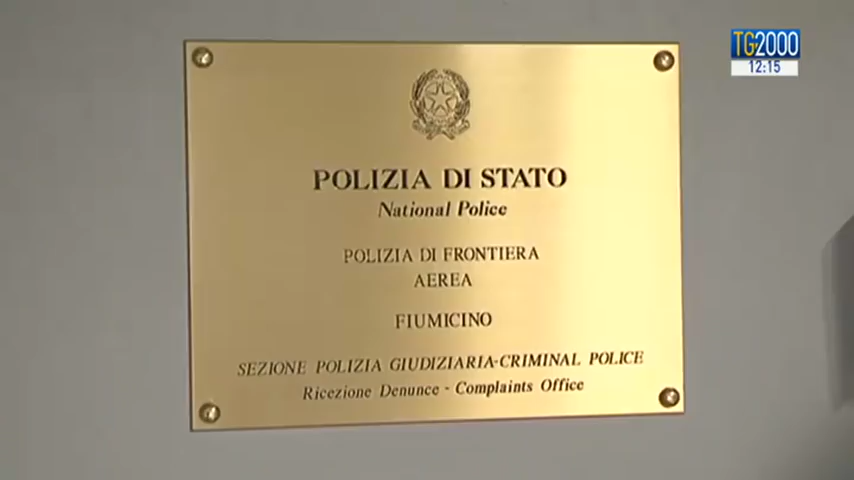 TG2000
12:15
POLIZIA DI STATO
National Police
POLIZIA DI FRONTIERA
AEREA
FIUMICINO
SEZIONE POLIZIA GIUDIZIARIA-CRIMINAL POLICE
Ricezione Denunce - Complaints Office